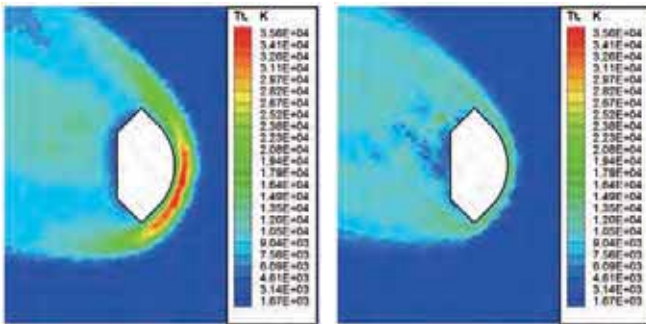 Tt, K
3.56E+04
3.41E+04
3.26E+04
3.11E+04
2.97E+04
2.82E+04
2.67E+04
2.52E+04
2.38E+04
2.23E+04
2.08E+04
1.94E+04
1.79E+04
1.64E+04
1.49E+04
1.35E+04
1.20E+04
1.05E+04
9.04E+03
7.56E+03
6.09E+03
4.61E+03
3.14E+03
1.67E+03
Tt, K
3.56E+04
3.41E+04
3.26E+04
3.11E+04
2.97E+04
2.82E+04
2.67E+04
2.52E+04
2.38E+04
2.23E+04
2.08E+04
1.94E+04
1.79E+04
1.64E+04
1.49E+04
1.35E+04
1.20E+04
1.05E+04
9.04E+03
7.56E+03
6.09E+03
4.61E+03
3.14E+03
1.67E+03